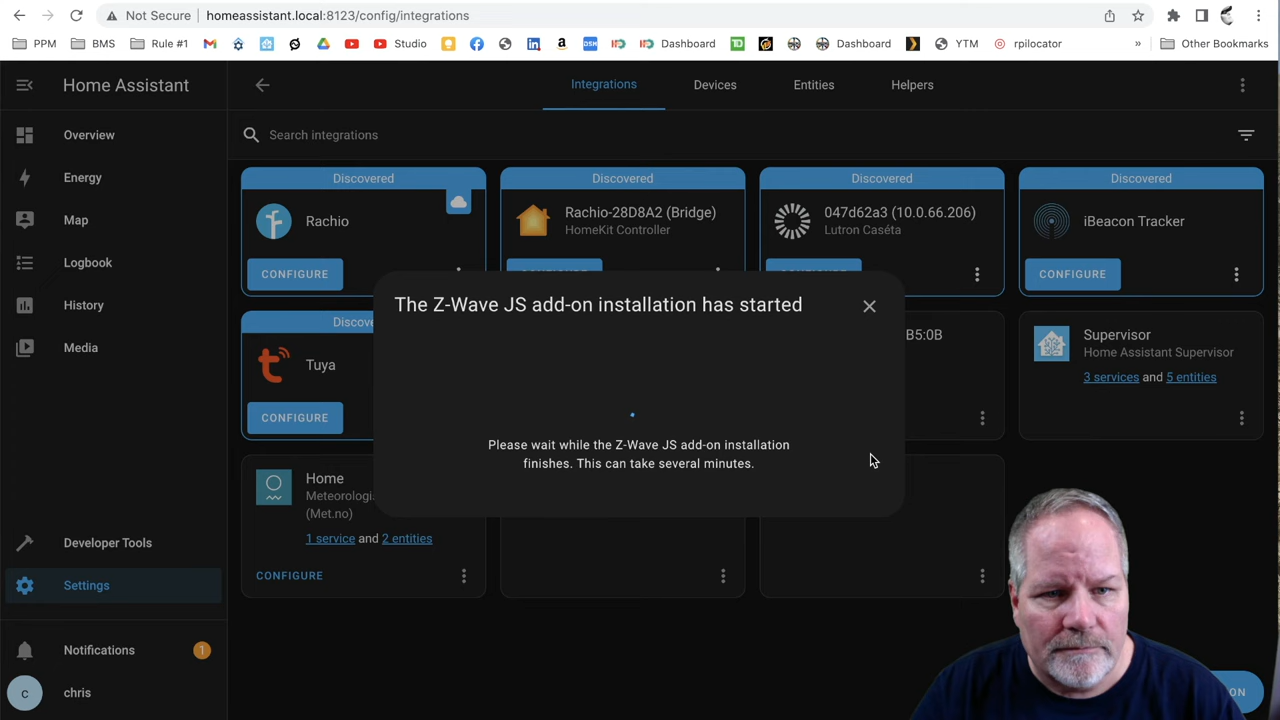 Not Secure
homeassistant.local:8123/config/integrations
PPM
BMS
Rule #1
Studio
Dashboard
Dashboard
YTM
rpilocator
»
Other Bookmarks
Home Assistant
Integrations
Devices
Entities
Helpers
Overview
Energy
Map
Logbook
History
Media
Developer Tools
Settings
Notifications
1
c
chris
Search integrations
Discovered
Discovered
Discovered
Discovered
Rachio
CONFIGURE
Rachio-28D8A2 (Bridge)
HomeKit Controller
047d62a3 (10.0.66.206)
Lutron Caséta
iBeacon Tracker
CONFIGURE
The Z-Wave JS add-on installation has started
Please wait while the Z-Wave JS add-on installation
finishes. This can take several minutes.
Tuya
CONFIGURE
B5:0B
Supervisor
Home Assistant Supervisor
3 services and 5 entities
Home
(Met.no)
1 service and 2 entities
CONFIGURE
ON